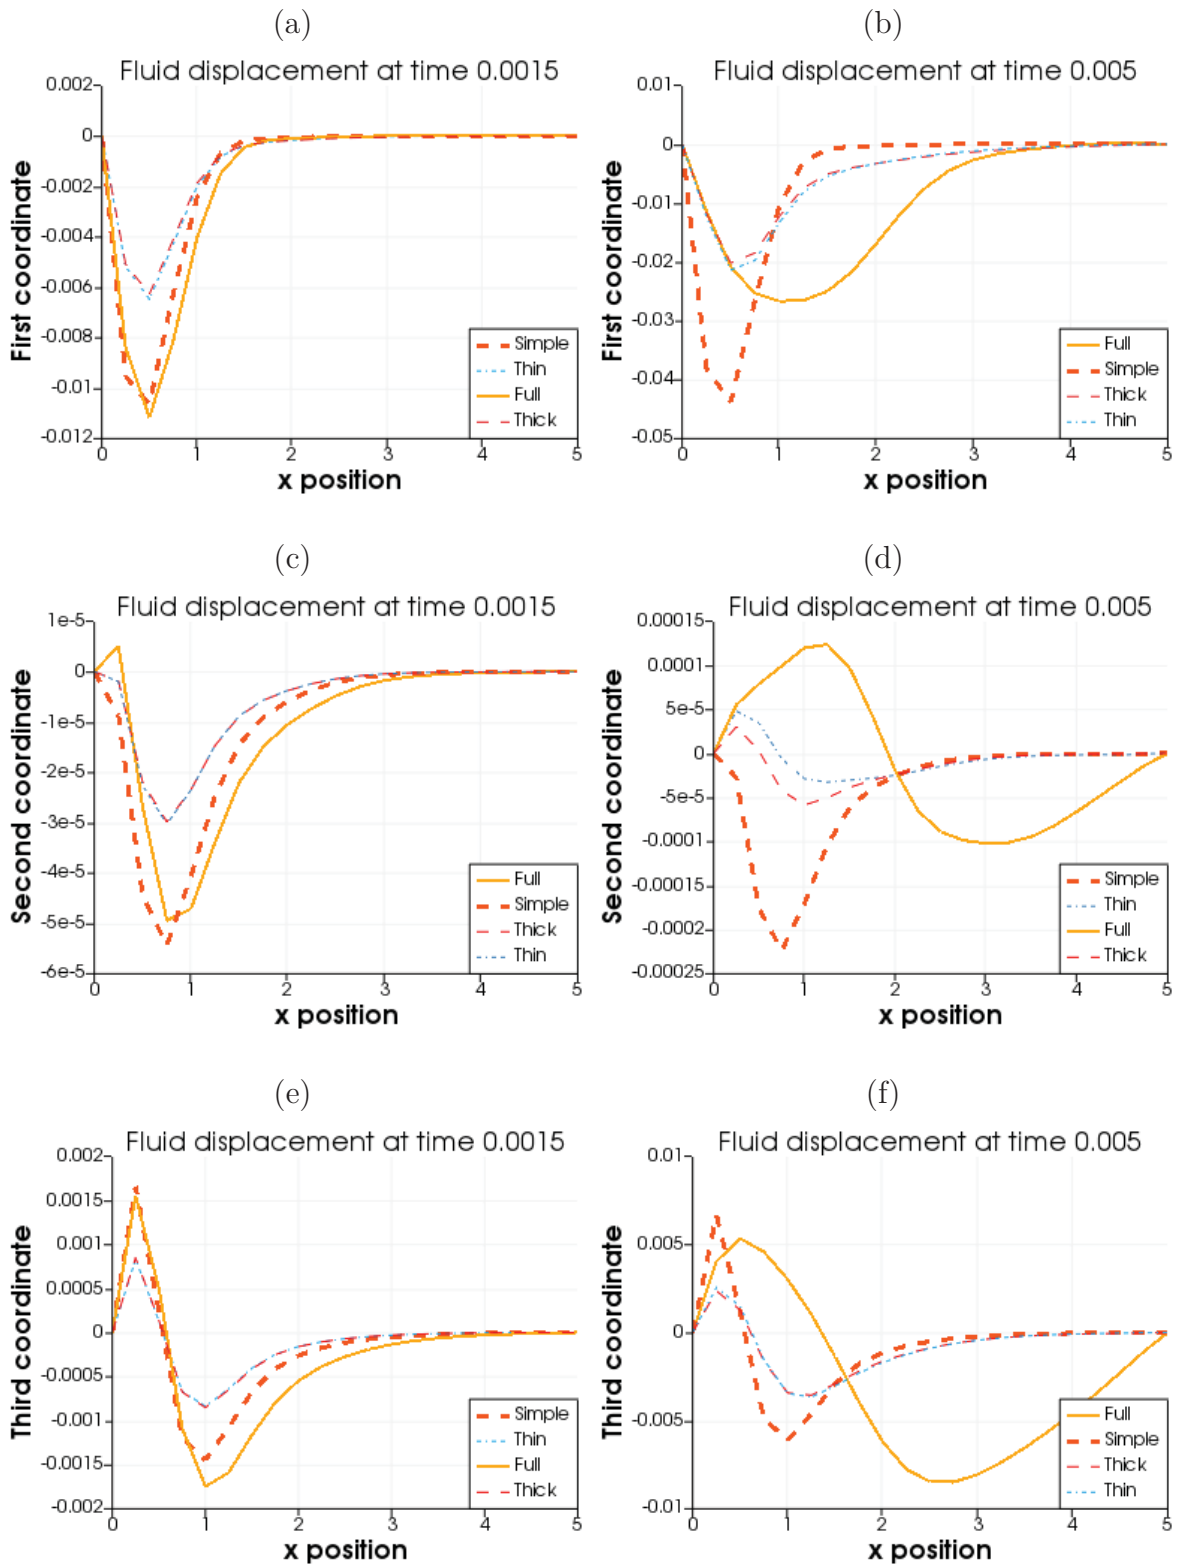 (a)
Fluid displacement at time 0.0015
0.002
0
-0.002
-0.004
-0.006
-0.008
-0.01
-0.012
First coordinate
0 1 2 3 4 5
x position
Simple
Thin
Full
Thick
(b)
Fluid displacement at time 0.005
0.01
0
-0.01
-0.02
-0.03
-0.04
-0.05
First coordinate
0 1 2 3 4 5
x position
Full
Simple
Thick
Thin
(c)
Fluid displacement at time 0.0015
1e-5
0
-1e-5
-2e-5
-3e-5
-4e-5
-5e-5
-6e-5
Second coordinate
0 1 2 3 4 5
x position
Full
Simple
Thick
Thin
(d)
Fluid displacement at time 0.005
0.00015
0.0001
5e-5
0
-5e-5
-0.0001
-0.00015
-0.0002
-0.00025
Second coordinate
0 1 2 3 4 5
x position
Simple
Thin
Full
Thick
(e)
Fluid displacement at time 0.0015
0.002
0.0015
0.001
0.0005
0
-0.0005
-0.001
-0.0015
-0.002
Third coordinate
0 1 2 3 4 5
x position
Simple
Thin
Full
Thick
(f)
Fluid displacement at time 0.005
0.01
0.005
0
-0.005
-0.01
Third coordinate
0 1 2 3 4 5
x position
Full
Simple
Thick
Thin